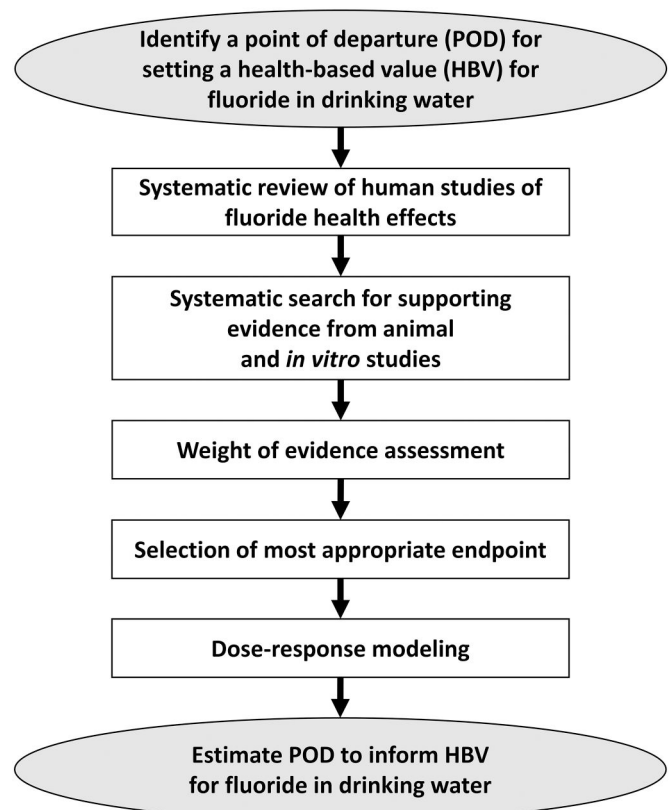 Identify a point of departure (POD) for
setting a health-based value (HBV) for
fluoride in drinking water
Systematic review of human studies of
fluoride health effects
Systematic search for supporting
evidence from animal
and in vitro studies
Weight of evidence assessment
Selection of most appropriate endpoint
Dose-response modeling
Estimate POD to inform HBV
for fluoride in drinking water